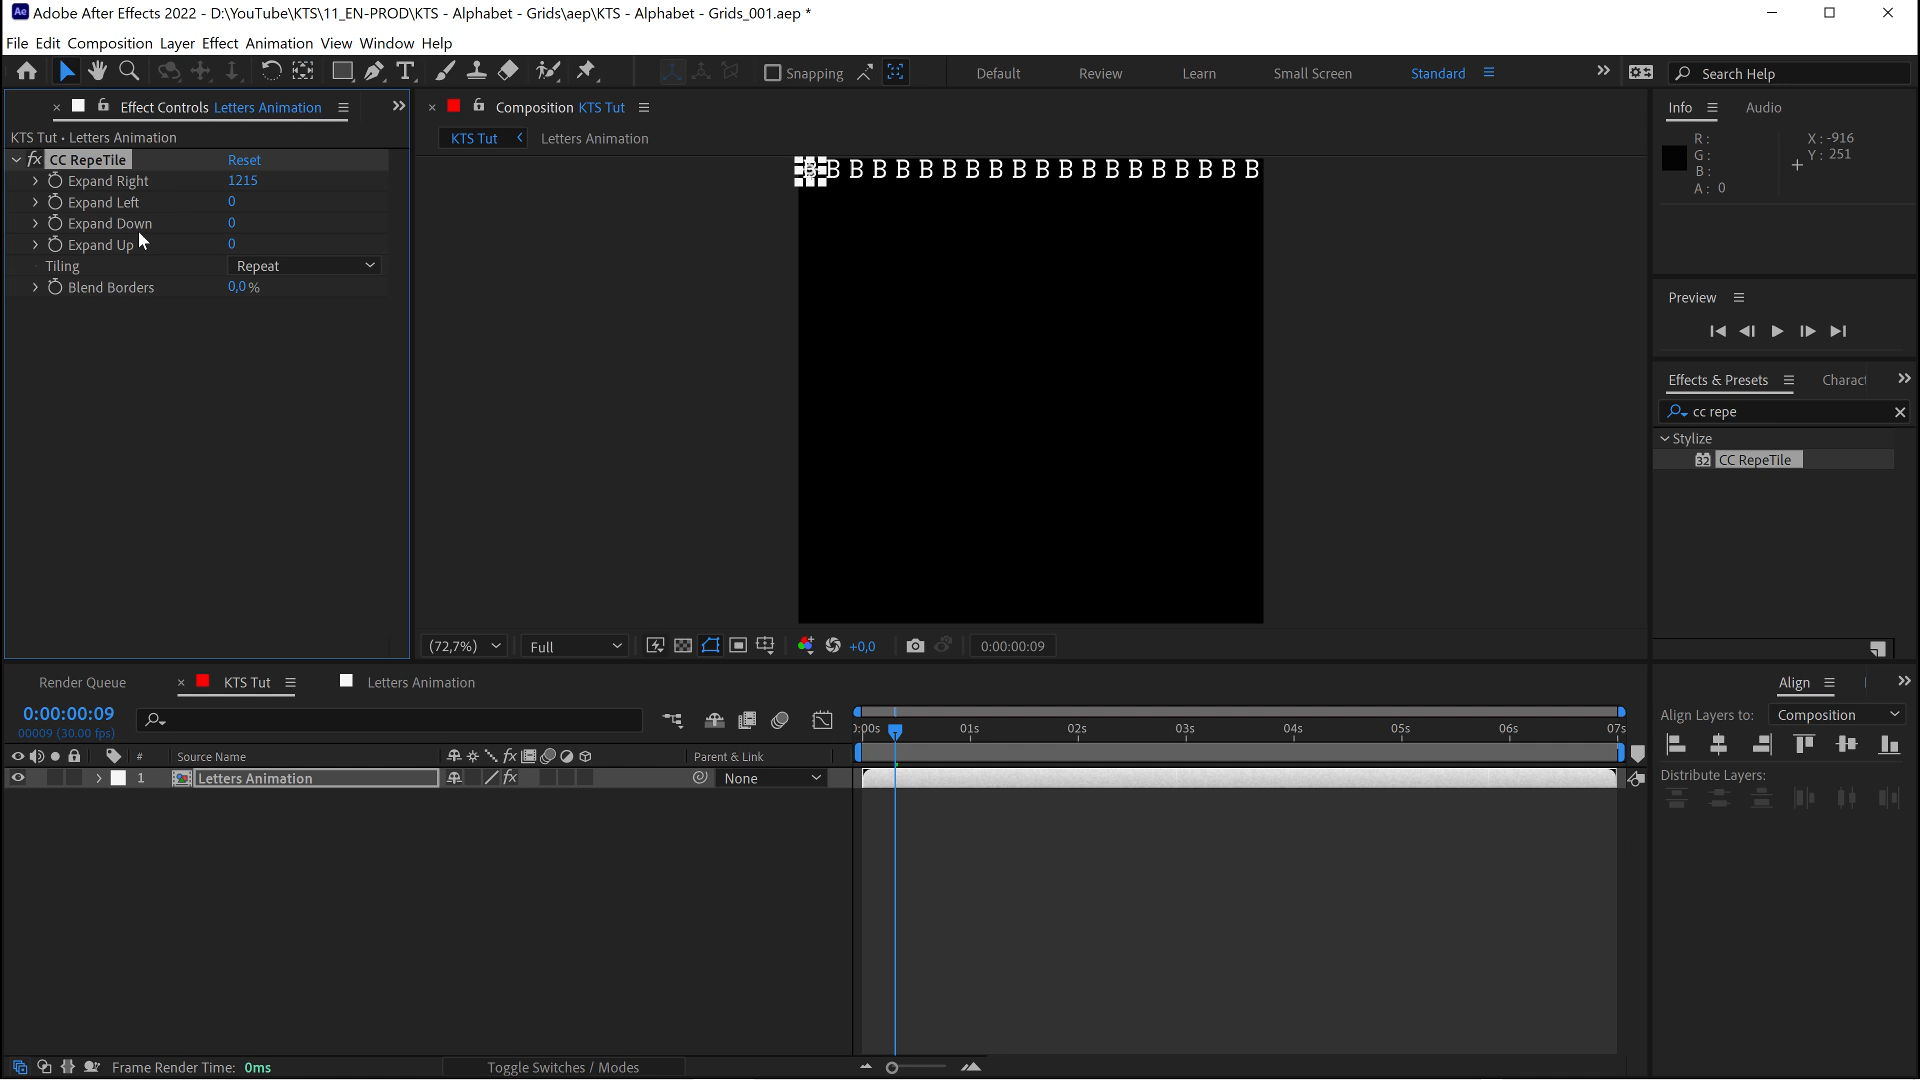 Ae Adobe After Effects 2022 - D:\YouTube\KTS\11_EN-PROD\KTS - Alphabet - Grids\aep\KTS - Alphabet - Grids_001.aep *
File Edit Composition Layer Effect Animation View Window Help
Snapping Default Review Learn Small Screen Standard Search Help
Effect Controls Letters Animation
KTS Tut • Letters Animation
fx CC RepeTile Reset
Expand Right 1215
Expand Left 0
Expand Down 0
Expand Up 0
Tiling Repeat
Blend Borders 0,0 %
Composition KTS Tut
KTS Tut Letters Animation
B B B B B B B B B B B B B B B B B B B B
(72,7%) Full +0,0 0:00:00:09
Info Audio
R : X : -916
G : Y : 251
B :
A : 0
Preview
Effects & Presets Charact
cc repe
Stylize
32 CC RepeTile
Render Queue KTS Tut Letters Animation
0:00:00:09
00009 (30.00 fps)
# Source Name fx Parent & Link
1 Letters Animation fx None
:00s 01s 02s 03s 04s 05s 06s 07s
Align
Align Layers to: Composition
Distribute Layers:
Frame Render Time: 0ms Toggle Switches / Modes